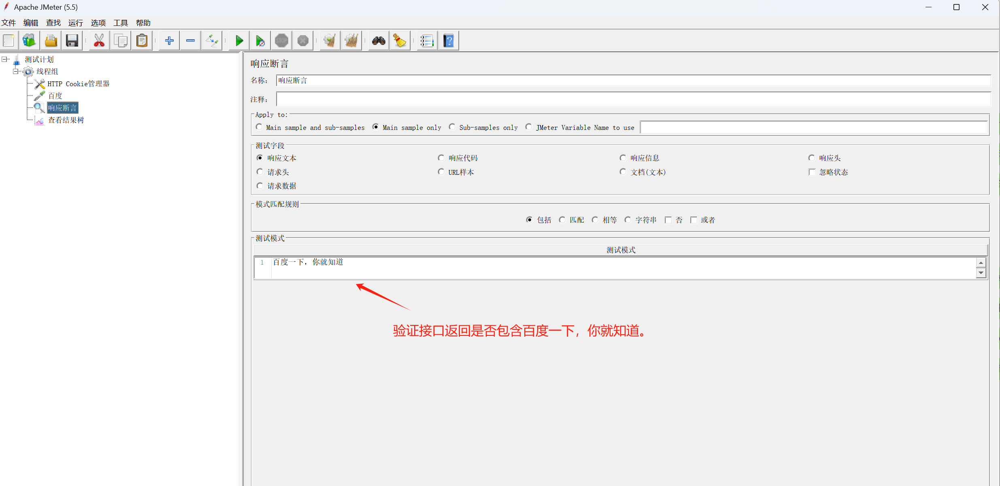 Apache JMeter (5.5)
文件 编辑 查找 运行 选项 工具 帮助
STOP
测试计划
线程组
HTTP Cookie管理器
百度
响应断言
查看结果树
响应断言
名称： 响应断言
注释：
Apply to:
Main sample and sub-samples Main sample only Sub-samples only JMeter Variable Name to use
测试字段
响应文本 响应代码 响应信息 响应头
请求头 URL样本 文档(文本) 忽略状态
请求数据
模式匹配规则
包括 匹配 相等 字符串 否 或者
测试模式
测试模式
1 百度一下，你就知道
验证接口返回是否包含百度一下，你就知道。